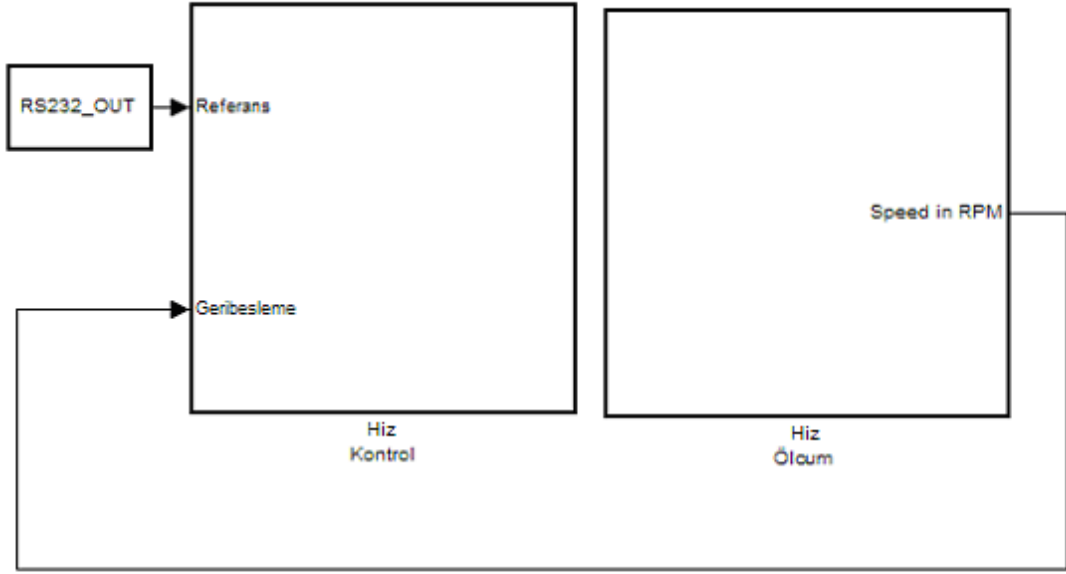 RS232_OUT
Referans
Geribesleme
Hiz
Kontrol
Speed in RPM
Hiz
Ölcum